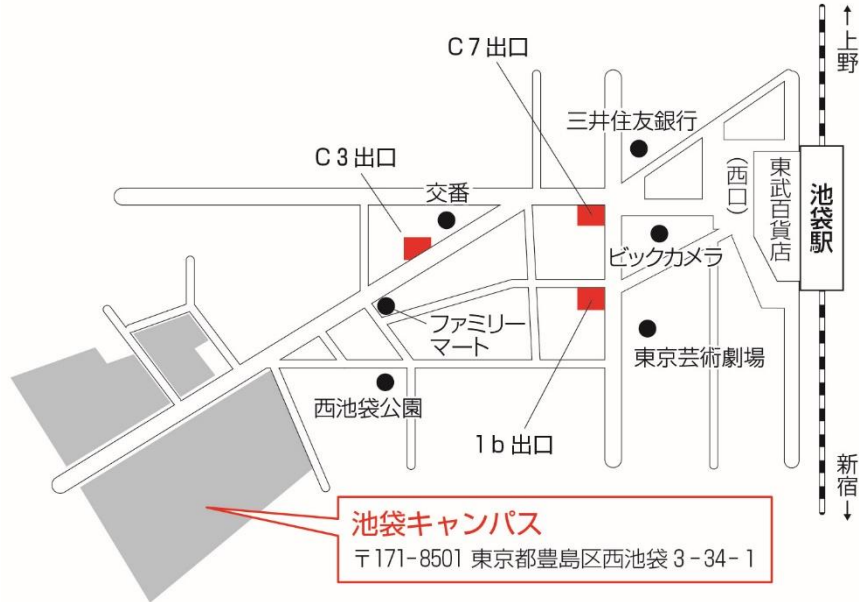 ↑上野
C7出口
三井住友銀行
C3出口
交番
(西口)
東武百貨店
池袋駅
ビックカメラ
ファミリー
マート
東京芸術劇場
西池袋公園
1b出口
新宿↓
池袋キャンパス
〒171-8501 東京都豊島区西池袋3-34-1